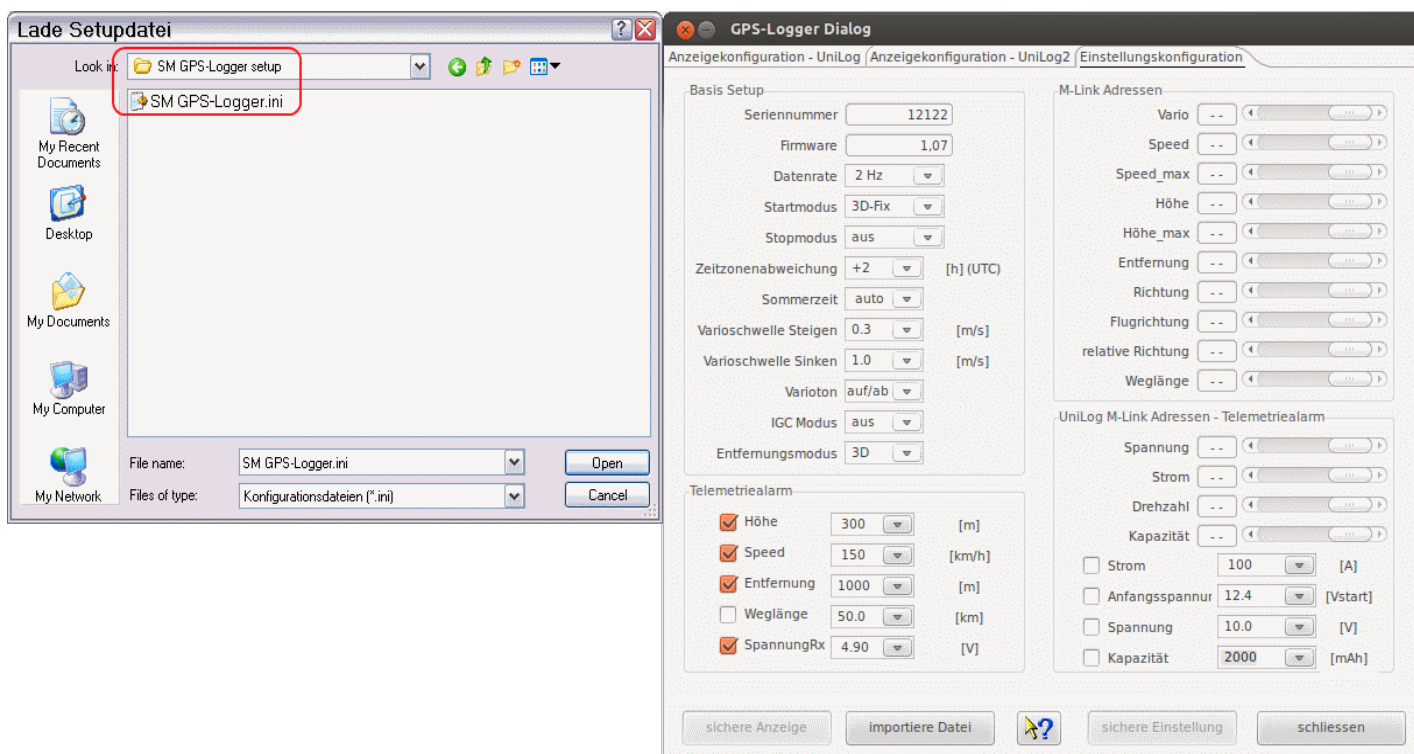 Lade Setupdatei
Look in: SM GPS-Logger setup
SM GPS-Logger.ini
My Recent
Documents
Desktop
My Documents
My Computer
My Network
File name: SM GPS-Logger.ini Open
Files of type: Konfigurationsdateien (*.ini) Cancel
GPS-Logger Dialog
Anzeigekonfiguration - UniLog Anzeigekonfiguration - UniLog2 Einstellungskonfiguration
Basis Setup
Seriennummer 12122
Firmware 1,07
Datenrate 2 Hz
Startmodus 3D-Fix
Stopmodus aus
Zeitzonenabweichung +2 [h] (UTC)
Sommerzeit auto
Varioschwelle Steigen 0.3 [m/s]
Varioschwelle Sinken 1.0 [m/s]
Varioton auf/ab
IGC Modus aus
Entfernungsmodus 3D
Telemetriealarm
Höhe 300 [m]
Speed 150 [km/h]
Entfernung 1000 [m]
Weglänge 50.0 [km]
SpannungRx 4.90 [V]
M-Link Adressen
Vario - -
Speed - -
Speed_max - -
Höhe - -
Höhe_max - -
Entfernung - -
Richtung - -
Flugrichtung - -
relative Richtung - -
Weglänge - -
UniLog M-Link Adressen - Telemetriealarm
Spannung - -
Strom - -
Drehzahl - -
Kapazität - -
Strom 100 [A]
Anfangsspannur 12.4 [Vstart]
Spannung 10.0 [V]
Kapazität 2000 [mAh]
sichere Anzeige importiere Datei sichere Einstellung schliessen